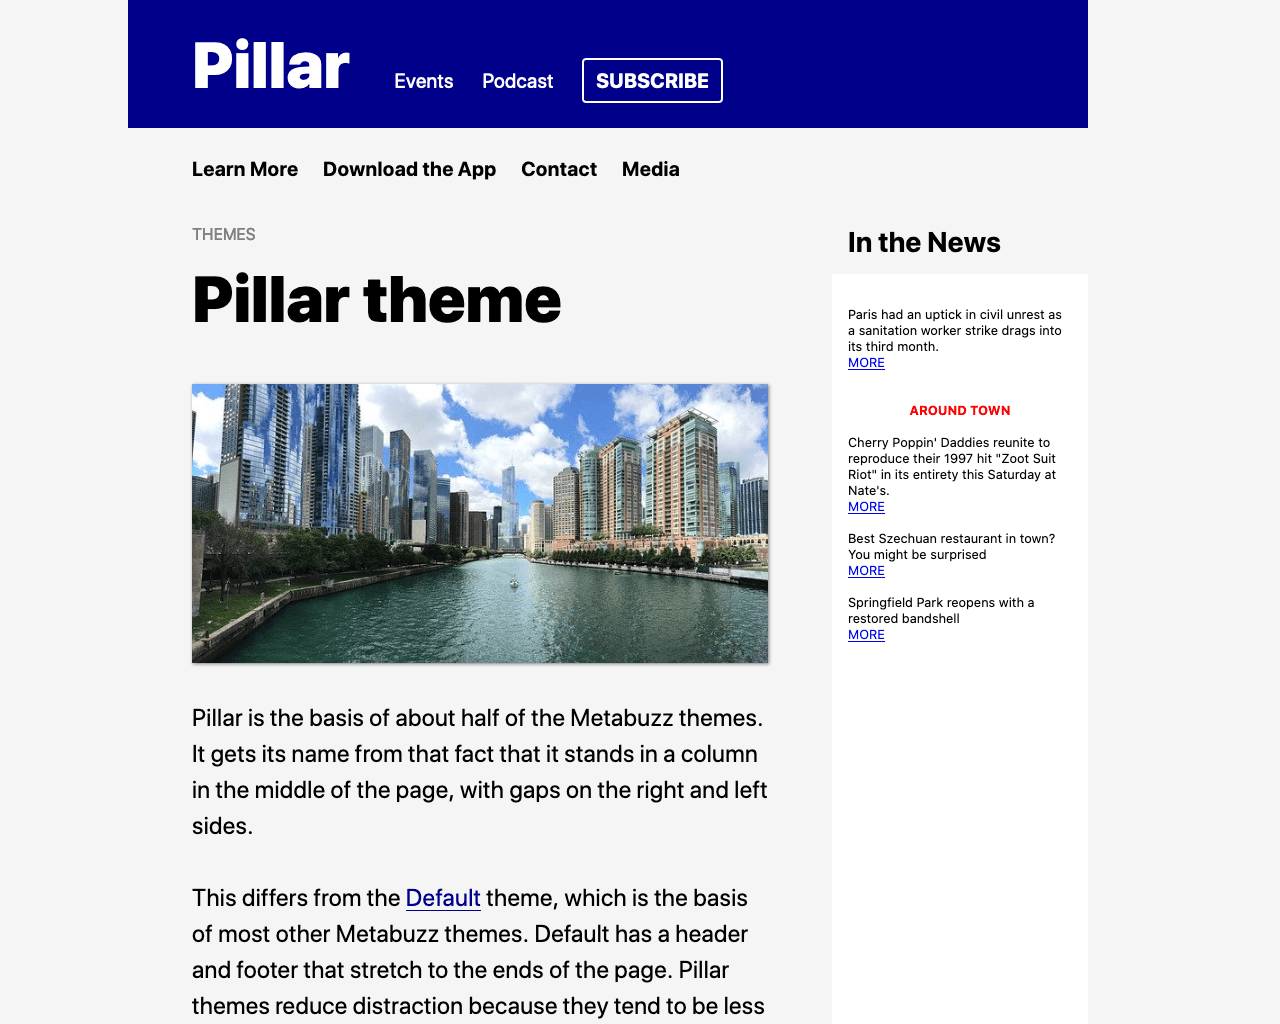 Pillar
Events
Podcast
SUBSCRIBE
Learn More
Download the App
Contact
Media
THEMES
Pillar theme
Pillar is the basis of about half of the Metabuzz themes.
It gets its name from that fact that it stands in a column
in the middle of the page, with gaps on the right and left
sides.
This differs from the Default theme, which is the basis
of most other Metabuzz themes. Default has a header
and footer that stretch to the ends of the page. Pillar
themes reduce distraction because they tend to be less
In the News
Paris had an uptick in civil unrest as
a sanitation worker strike drags into
its third month.
MORE
AROUND TOWN
Cherry Poppin' Daddies reunite to
reproduce their 1997 hit "Zoot Suit
Riot" in its entirety this Saturday at
Nate's.
MORE
Best Szechuan restaurant in town?
You might be surprised
MORE
Springfield Park reopens with a
restored bandshell
MORE